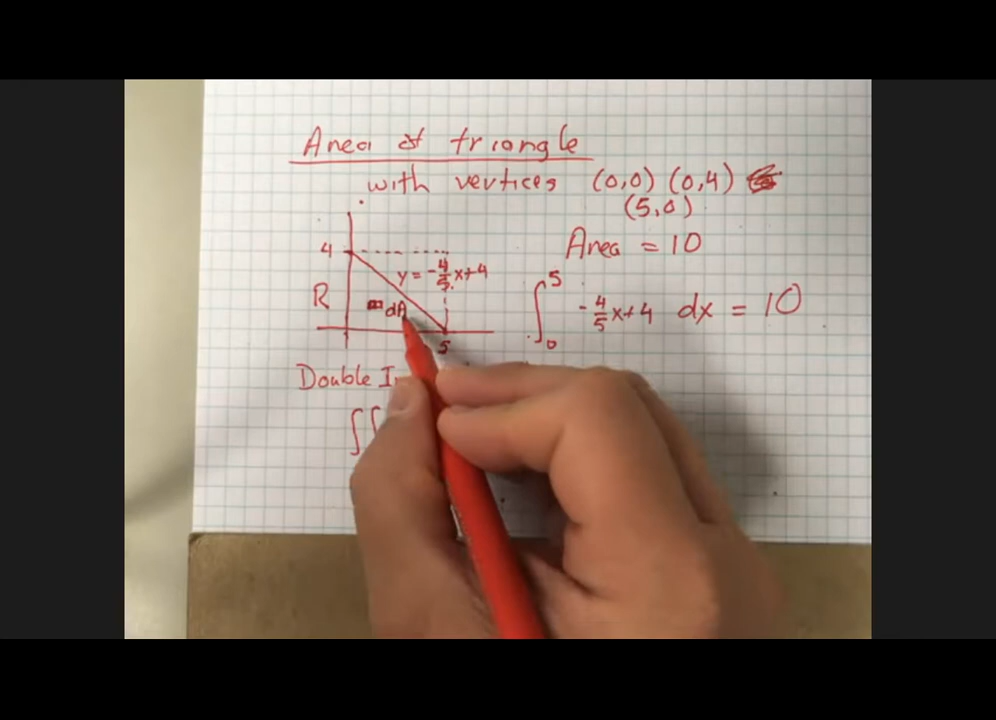 Area of triangle
with vertices (0,0) (0,4)
(5,0)
Area = 10
4
y = -4/5x+4
R
dA
5
∫₀⁵ -4/5x+4 dx = 10
Double I
∫∫